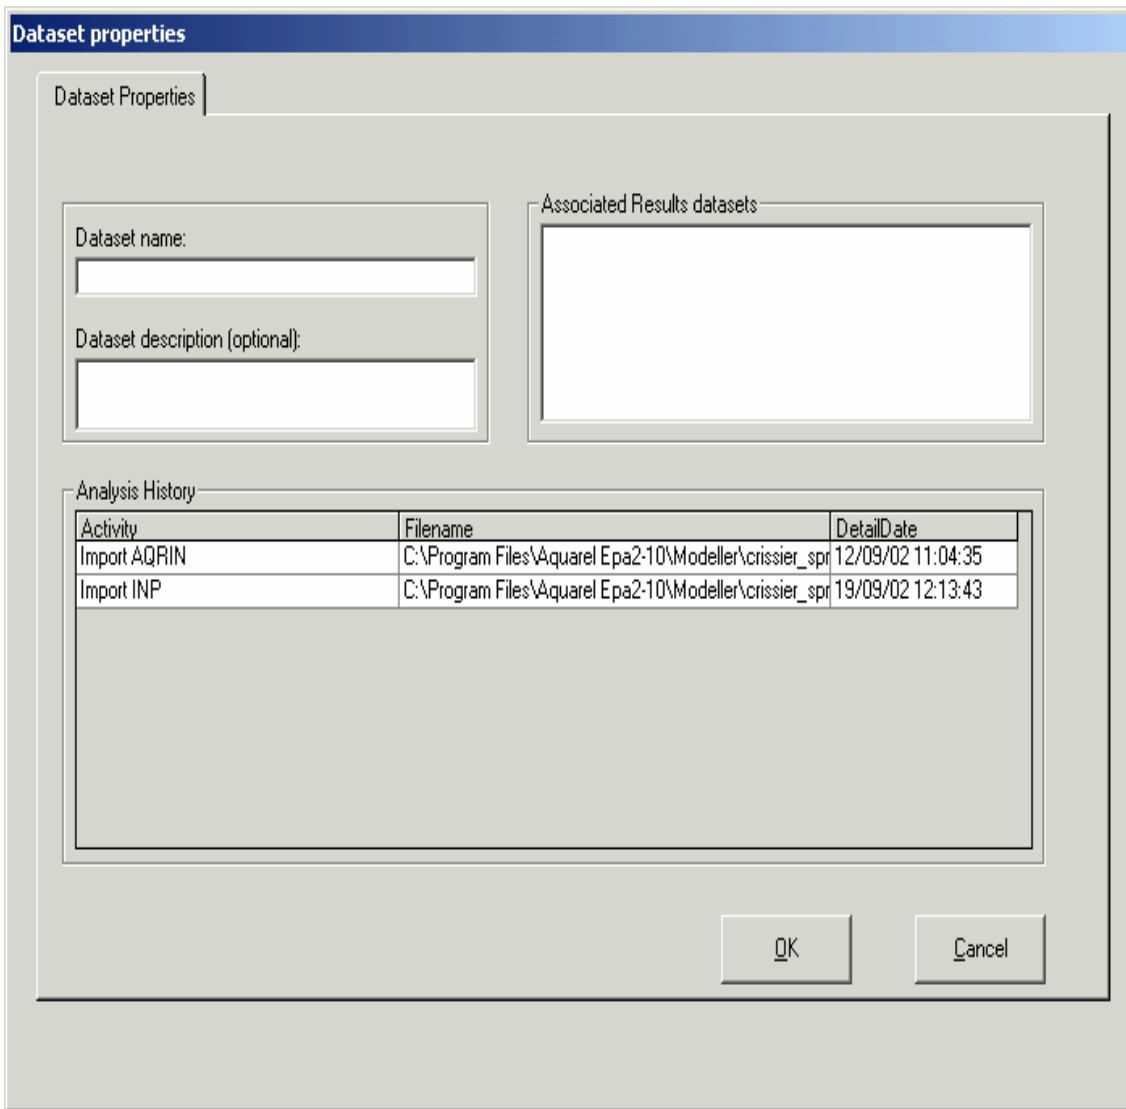 Dataset properties
Dataset Properties
Dataset name:
Dataset description (optional):
Associated Results datasets
Analysis History
Activity Filename DetailDate
Import AQRIN C:\Program Files\Aquarel Epa2-10\Modeller\crissier_spr 12/09/02 11:04:35
Import INP C:\Program Files\Aquarel Epa2-10\Modeller\crissier_spr 19/09/02 12:13:43
OK Cancel